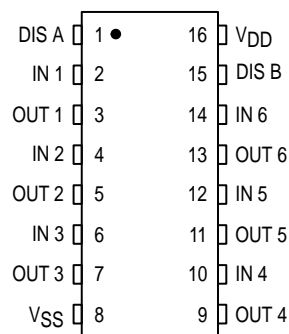 DIS A 1 16 VDD
IN 1 2 15 DIS B
OUT 1 3 14 IN 6
IN 2 4 13 OUT 6
OUT 2 5 12 IN 5
IN 3 6 11 OUT 5
OUT 3 7 10 IN 4
VSS 8 9 OUT 4